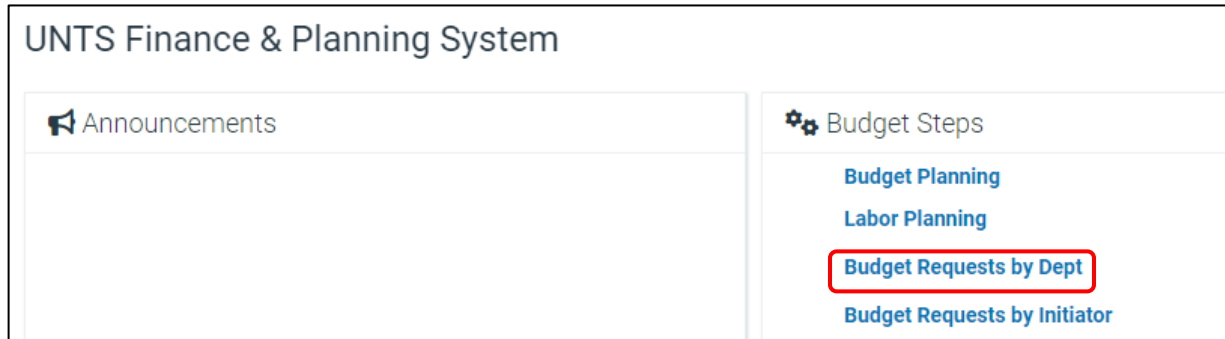 UNTS Finance & Planning System
Announcements
Budget Steps
Budget Planning
Labor Planning
Budget Requests by Dept
Budget Requests by Initiator